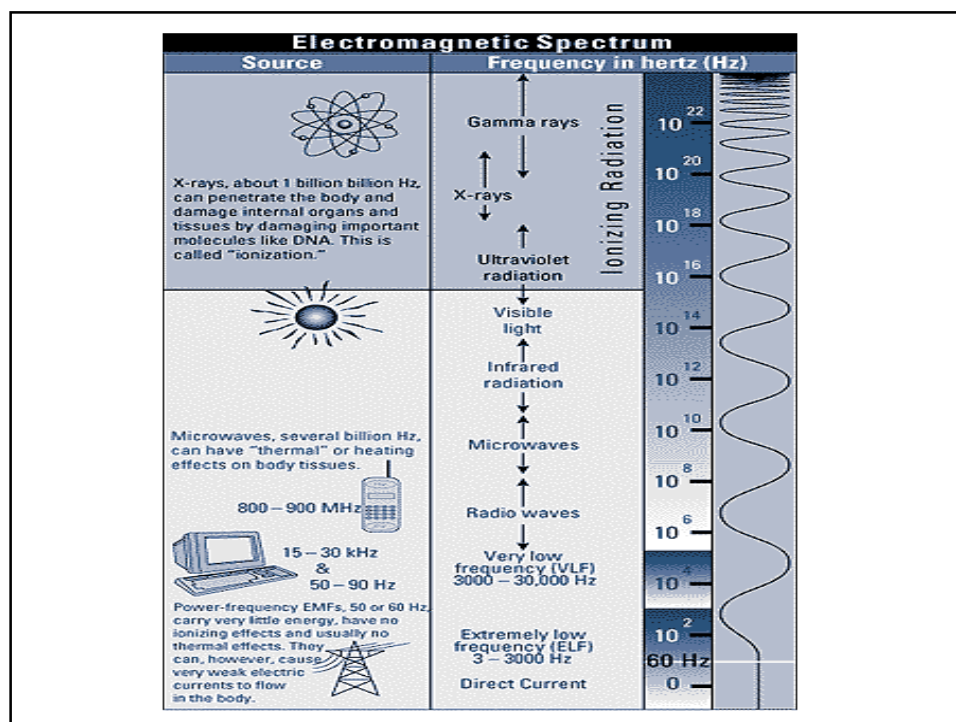 Electromagnetic Spectrum
Source
Frequency in hertz (Hz)
X-rays, about 1 billion billion Hz,
can penetrate the body and
damage internal organs and
tissues by damaging important
molecules like DNA. This is
called “ionization.”
Microwaves, several billion Hz,
can have “thermal” or heating
effects on body tissues.
800 – 900 MHz
15 – 30 kHz
&
50 – 90 Hz
Power-frequency EMFs, 50 or 60 Hz,
carry very little energy, have no
ionizing effects and usually no
thermal effects. They
can, however, cause
very weak electric
currents to flow
in the body.
Gamma rays
X-rays
Ultraviolet
radiation
Visible
light
Infrared
radiation
Microwaves
Radio waves
Very low
frequency (VLF)
3000 – 30,000 Hz
Extremely low
frequency (ELF)
3 – 3000 Hz
Direct Current
Ionizing Radiation
10 22
10 20
10 18
10 16
10 14
10 12
10 10
10 8
10 6
10 4
10 2
60 Hz
0